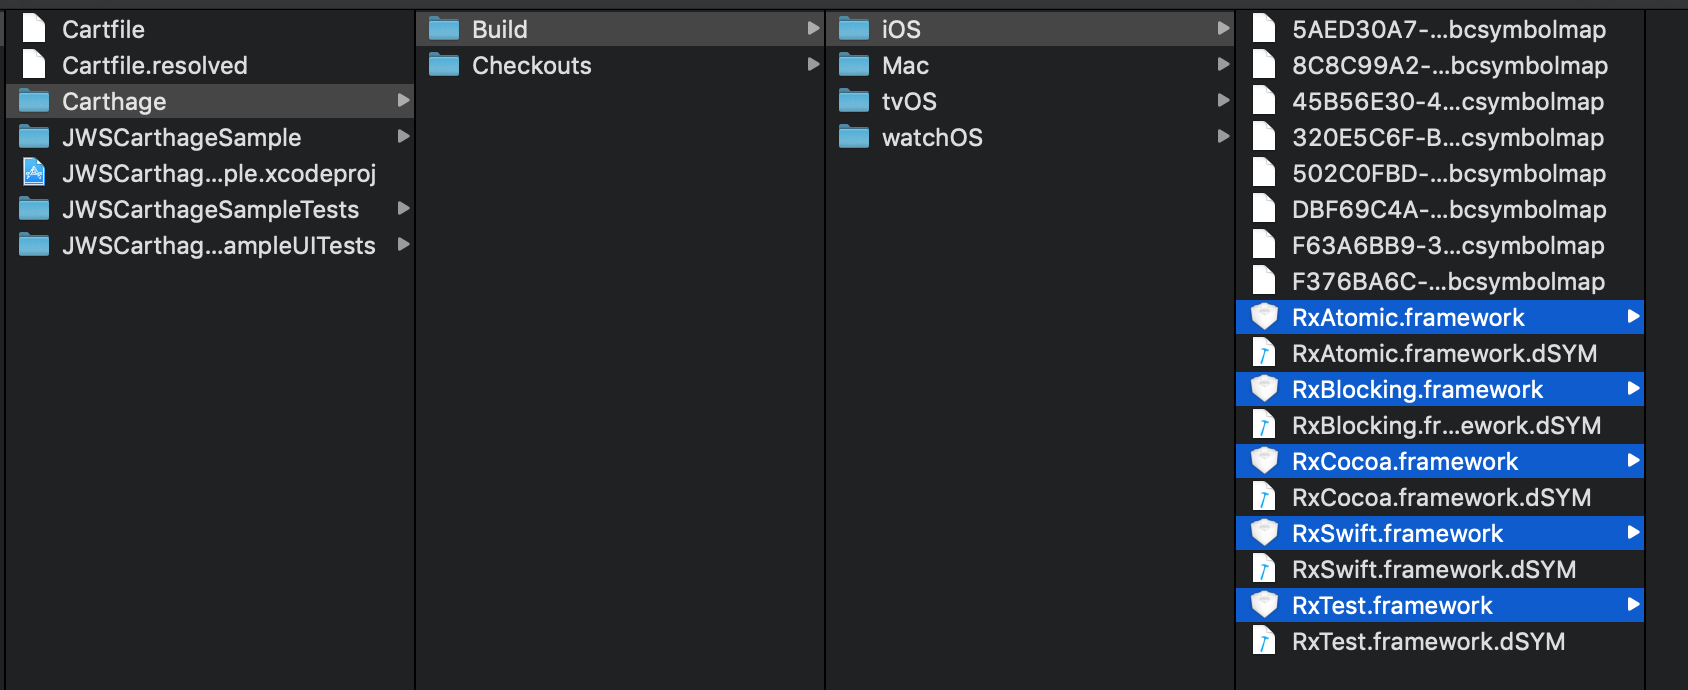 Cartfile
Cartfile.resolved
Carthage
JWSCarthageSample
JWSCarthag...ple.xcodeproj
JWSCarthageSampleTests
JWSCarthag...ampleUITests
Build
Checkouts
iOS
Mac
tvOS
watchOS
5AED30A7-...bcsymbolmap
8C8C99A2-...bcsymbolmap
45B56E30-4...csymbolmap
320E5C6F-B...csymbolmap
502C0FBD-...bcsymbolmap
DBF69C4A-...bcsymbolmap
F63A6BB9-3...csymbolmap
F376BA6C-...bcsymbolmap
RxAtomic.framework
RxAtomic.framework.dSYM
RxBlocking.framework
RxBlocking.fr...ework.dSYM
RxCocoa.framework
RxCocoa.framework.dSYM
RxSwift.framework
RxSwift.framework.dSYM
RxTest.framework
RxTest.framework.dSYM